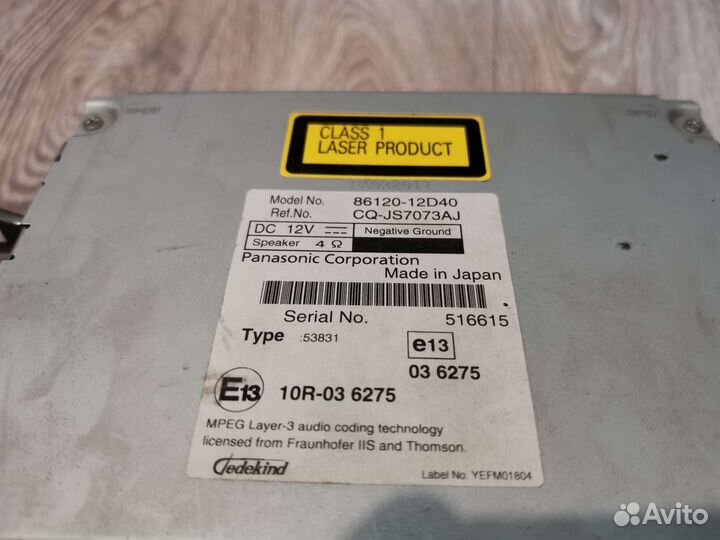 CLASS 1
LASER PRODUCT
Model No. 86120-12D40
Ref.No. CQ-JS7073AJ
DC 12V Negative Ground
Speaker 4 Ω
Panasonic Corporation
Made in Japan
Serial No. 516615
Type :53831
e13
03 6275
E13 10R-03 6275
MPEG Layer-3 audio coding technology
licensed from Fraunhofer IIS and Thomson.
Jedekind
Label No. YEFM01804
Avito